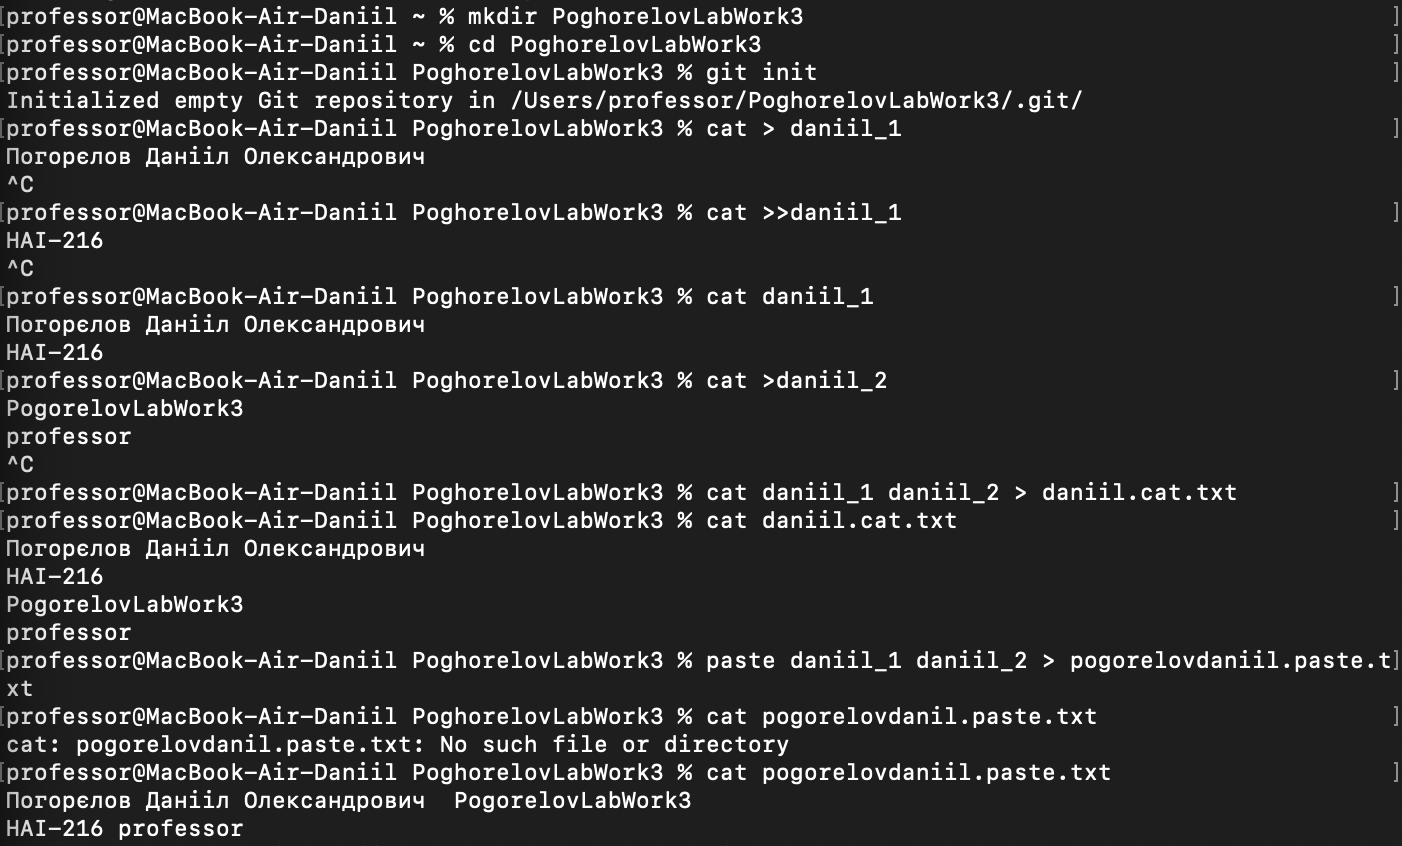 [professor@MacBook-Air-Daniil ~ % mkdir PoghorelovLabWork3 ]
[professor@MacBook-Air-Daniil ~ % cd PoghorelovLabWork3 ]
[professor@MacBook-Air-Daniil PoghorelovLabWork3 % git init ]
Initialized empty Git repository in /Users/professor/PoghorelovLabWork3/.git/
[professor@MacBook-Air-Daniil PoghorelovLabWork3 % cat > daniil_1 ]
Погорєлов Данііл Олександрович
^C
[professor@MacBook-Air-Daniil PoghorelovLabWork3 % cat >>daniil_1 ]
HAI-216
^C
[professor@MacBook-Air-Daniil PoghorelovLabWork3 % cat daniil_1 ]
Погорєлов Данііл Олександрович
HAI-216
[professor@MacBook-Air-Daniil PoghorelovLabWork3 % cat >daniil_2 ]
PogorelovLabWork3
professor
^C
[professor@MacBook-Air-Daniil PoghorelovLabWork3 % cat daniil_1 daniil_2 > daniil.cat.txt ]
[professor@MacBook-Air-Daniil PoghorelovLabWork3 % cat daniil.cat.txt ]
Погорєлов Данііл Олександрович
HAI-216
PogorelovLabWork3
professor
[professor@MacBook-Air-Daniil PoghorelovLabWork3 % paste daniil_1 daniil_2 > pogorelovdaniil.paste.t]
xt
[professor@MacBook-Air-Daniil PoghorelovLabWork3 % cat pogorelovdanil.paste.txt ]
cat: pogorelovdanil.paste.txt: No such file or directory
[professor@MacBook-Air-Daniil PoghorelovLabWork3 % cat pogorelovdaniil.paste.txt ]
Погорєлов Данііл Олександрович  PogorelovLabWork3
HAI-216 professor